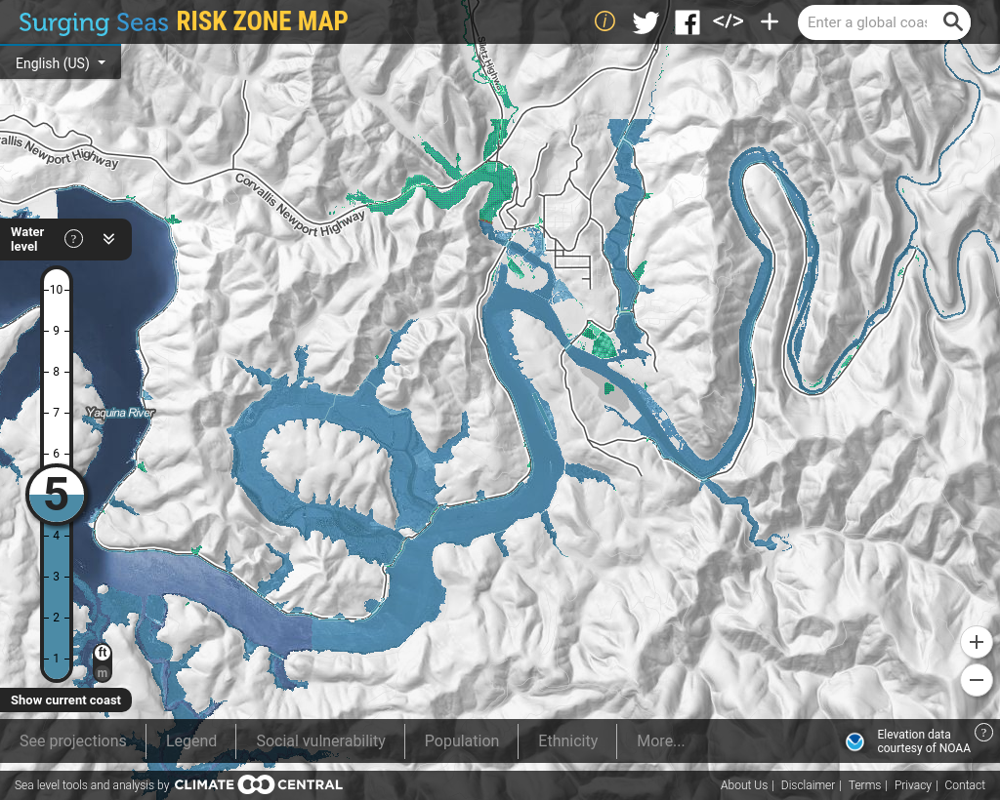 Surging Seas RISK ZONE MAP
i
</>
Enter a global coas
English (US)
Siletz Highway
Corvallis Newport Highway
Corvallis Newport Highway
Water
level
?
10
9
8
7
Yaquina River
6
5
4
3
2
1
ft
m
Show current coast
See projections
Legend
Social vulnerability
Population
Ethnicity
More...
Elevation data
courtesy of NOAA
?
Sea level tools and analysis by CLIMATE CENTRAL
About Us | Disclaimer | Terms | Privacy | Contact